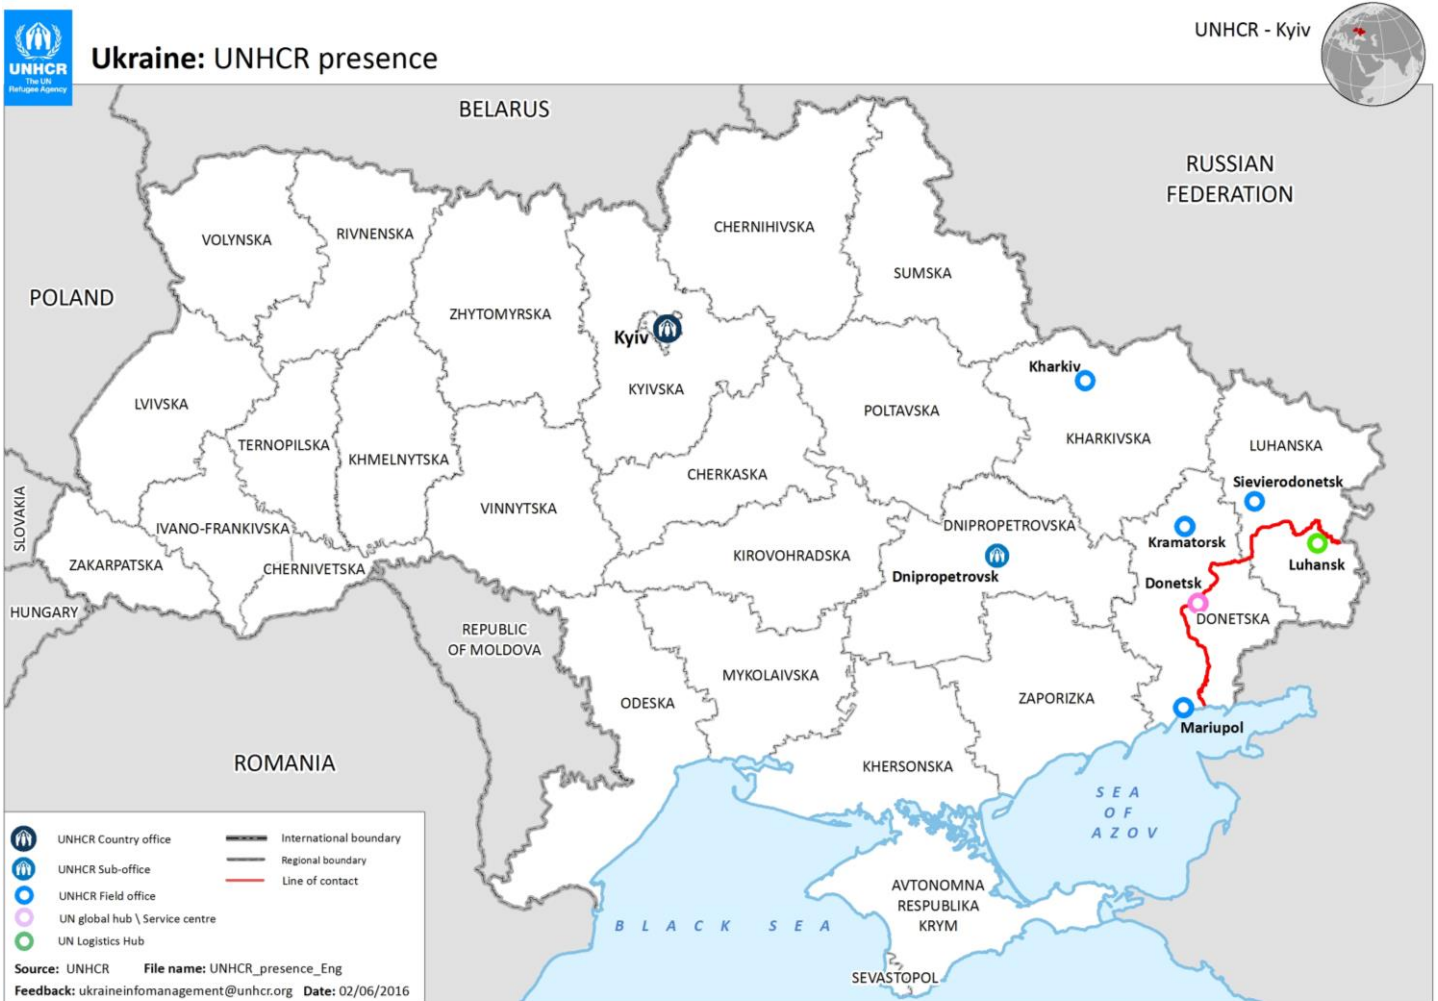 UNHCR
The UN
Refugee Agency
Ukraine: UNHCR presence
UNHCR - Kyiv
BELARUS
RUSSIAN
FEDERATION
POLAND
SLOVAKIA
HUNGARY
ROMANIA
REPUBLIC
OF MOLDOVA
VOLYNSKA
RIVNENSKA
ZHYTOMYRSKA
CHERNIHIVSKA
SUMSKA
Kyiv
KYIVSKA
LVIVSKA
TERNOPILSKA
KHMELNYTSKA
VINNYTSKA
CHERKASKA
POLTAVSKA
Kharkiv
KHARKIVSKA
LUHANSKA
Sievierodonetsk
Kramatorsk
Luhansk
Donetsk
DONETSKA
Mariupol
IVANO-FRANKIVSKA
ZAKARPATSKA
CHERNIVETSKA
KIROVOHRADSKA
DNIPROPETROVSKA
Dnipropetrovsk
ODESKA
MYKOLAIVSKA
ZAPORIZKA
KHERSONSKA
SEA
OF
AZOV
AVTONOMNA
RESPUBLIKA
KRYM
SEVASTOPOL
BLACK SEA
UNHCR Country office
UNHCR Sub-office
UNHCR Field office
UN global hub \ Service centre
UN Logistics Hub
International boundary
Regional boundary
Line of contact
Source: UNHCR File name: UNHCR_presence_Eng
Feedback: ukraineinfomanagement@unhcr.org Date: 02/06/2016